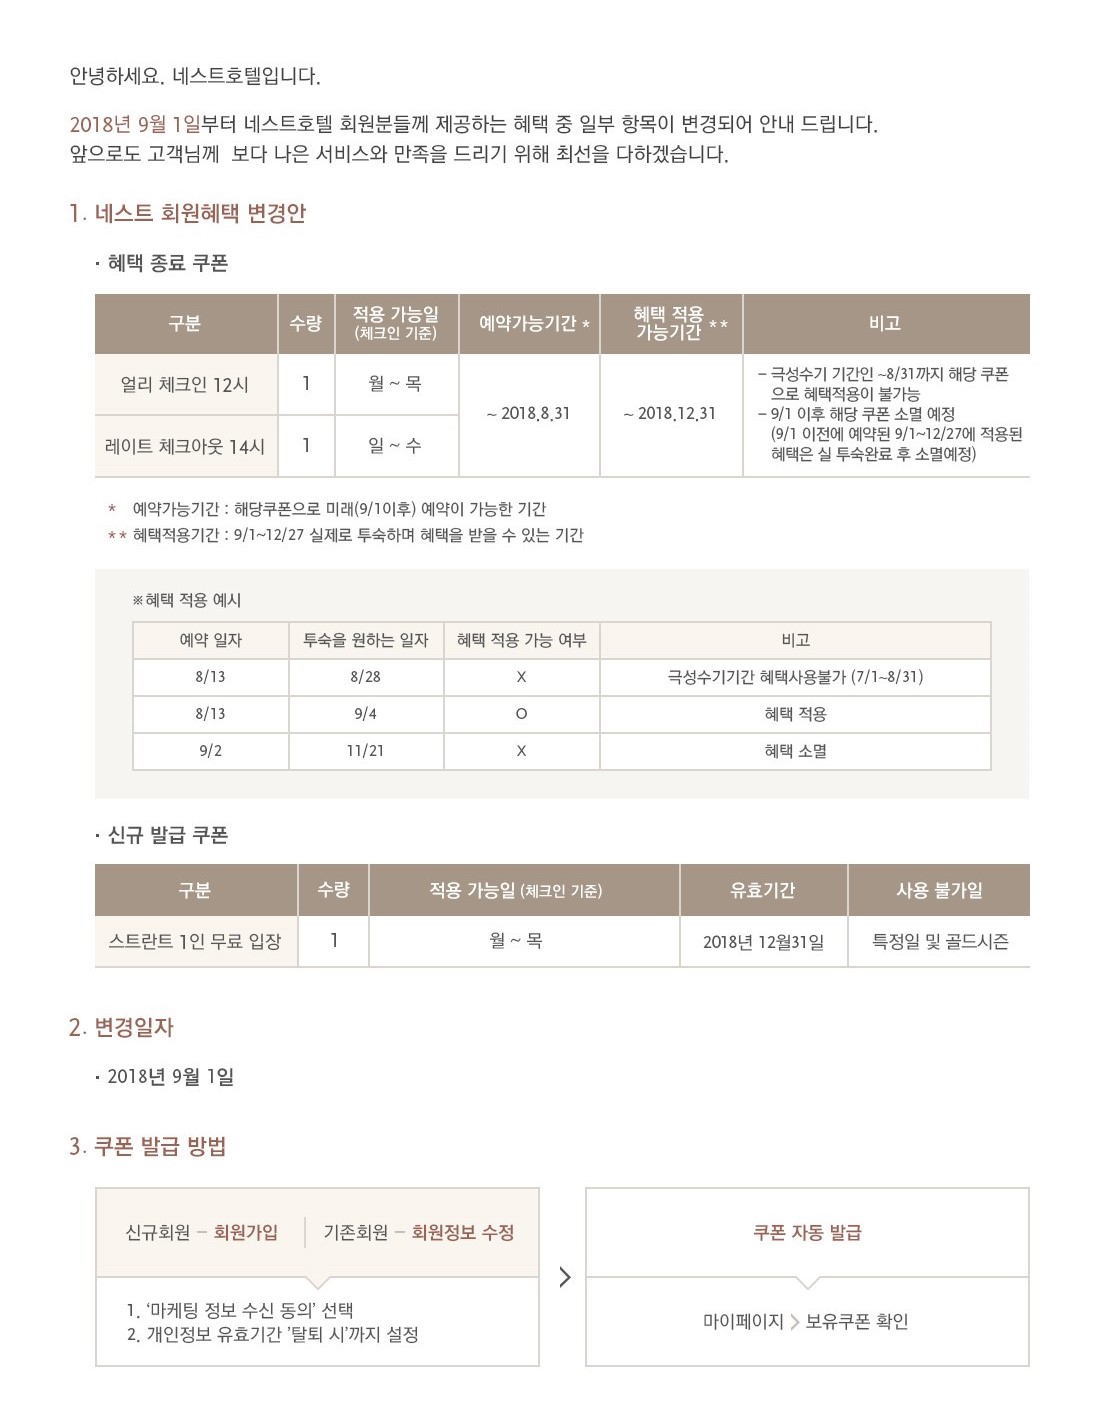 안녕하세요. 네스트호텔입니다.
2018년 9월 1일부터 네스트호텔 회원분들께 제공하는 혜택 중 일부 항목이 변경되어 안내 드립니다.
앞으로도 고객님께 보다 나은 서비스와 만족을 드리기 위해 최선을 다하겠습니다.
1. 네스트 회원혜택 변경안
· 혜택 종료 쿠폰
구분 수량 적용 가능일 (체크인 기준) 예약가능기간 * 혜택 적용 가능기간 ** 비고
얼리 체크인 12시 1 월 ~ 목
레이트 체크아웃 14시 1 일 ~ 수
~ 2018.8.31 ~ 2018.12.31
– 극성수기 기간인 ~8/31까지 해당 쿠폰
으로 혜택적용이 불가능
– 9/1 이후 해당 쿠폰 소멸 예정
(9/1 이전에 예약된 9/1~12/27에 적용된
혜택은 실 투숙완료 후 소멸예정)
* 예약가능기간 : 해당쿠폰으로 미래(9/1이후) 예약이 가능한 기간
** 혜택적용기간 : 9/1~12/27 실제로 투숙하며 혜택을 받을 수 있는 기간
※혜택 적용 예시
예약 일자 투숙을 원하는 일자 혜택 적용 가능 여부 비고
8/13 8/28 X 극성수기기간 혜택사용불가 (7/1~8/31)
8/13 9/4 O 혜택 적용
9/2 11/21 X 혜택 소멸
· 신규 발급 쿠폰
구분 수량 적용 가능일 (체크인 기준) 유효기간 사용 불가일
스트란트 1인 무료 입장 1 월 ~ 목 2018년 12월31일 특정일 및 골드시즌
2. 변경일자
· 2018년 9월 1일
3. 쿠폰 발급 방법
신규회원 – 회원가입 기존회원 – 회원정보 수정
1. ‘마케팅 정보 수신 동의’ 선택
2. 개인정보 유효기간 ’탈퇴 시’까지 설정
쿠폰 자동 발급
마이페이지 > 보유쿠폰 확인